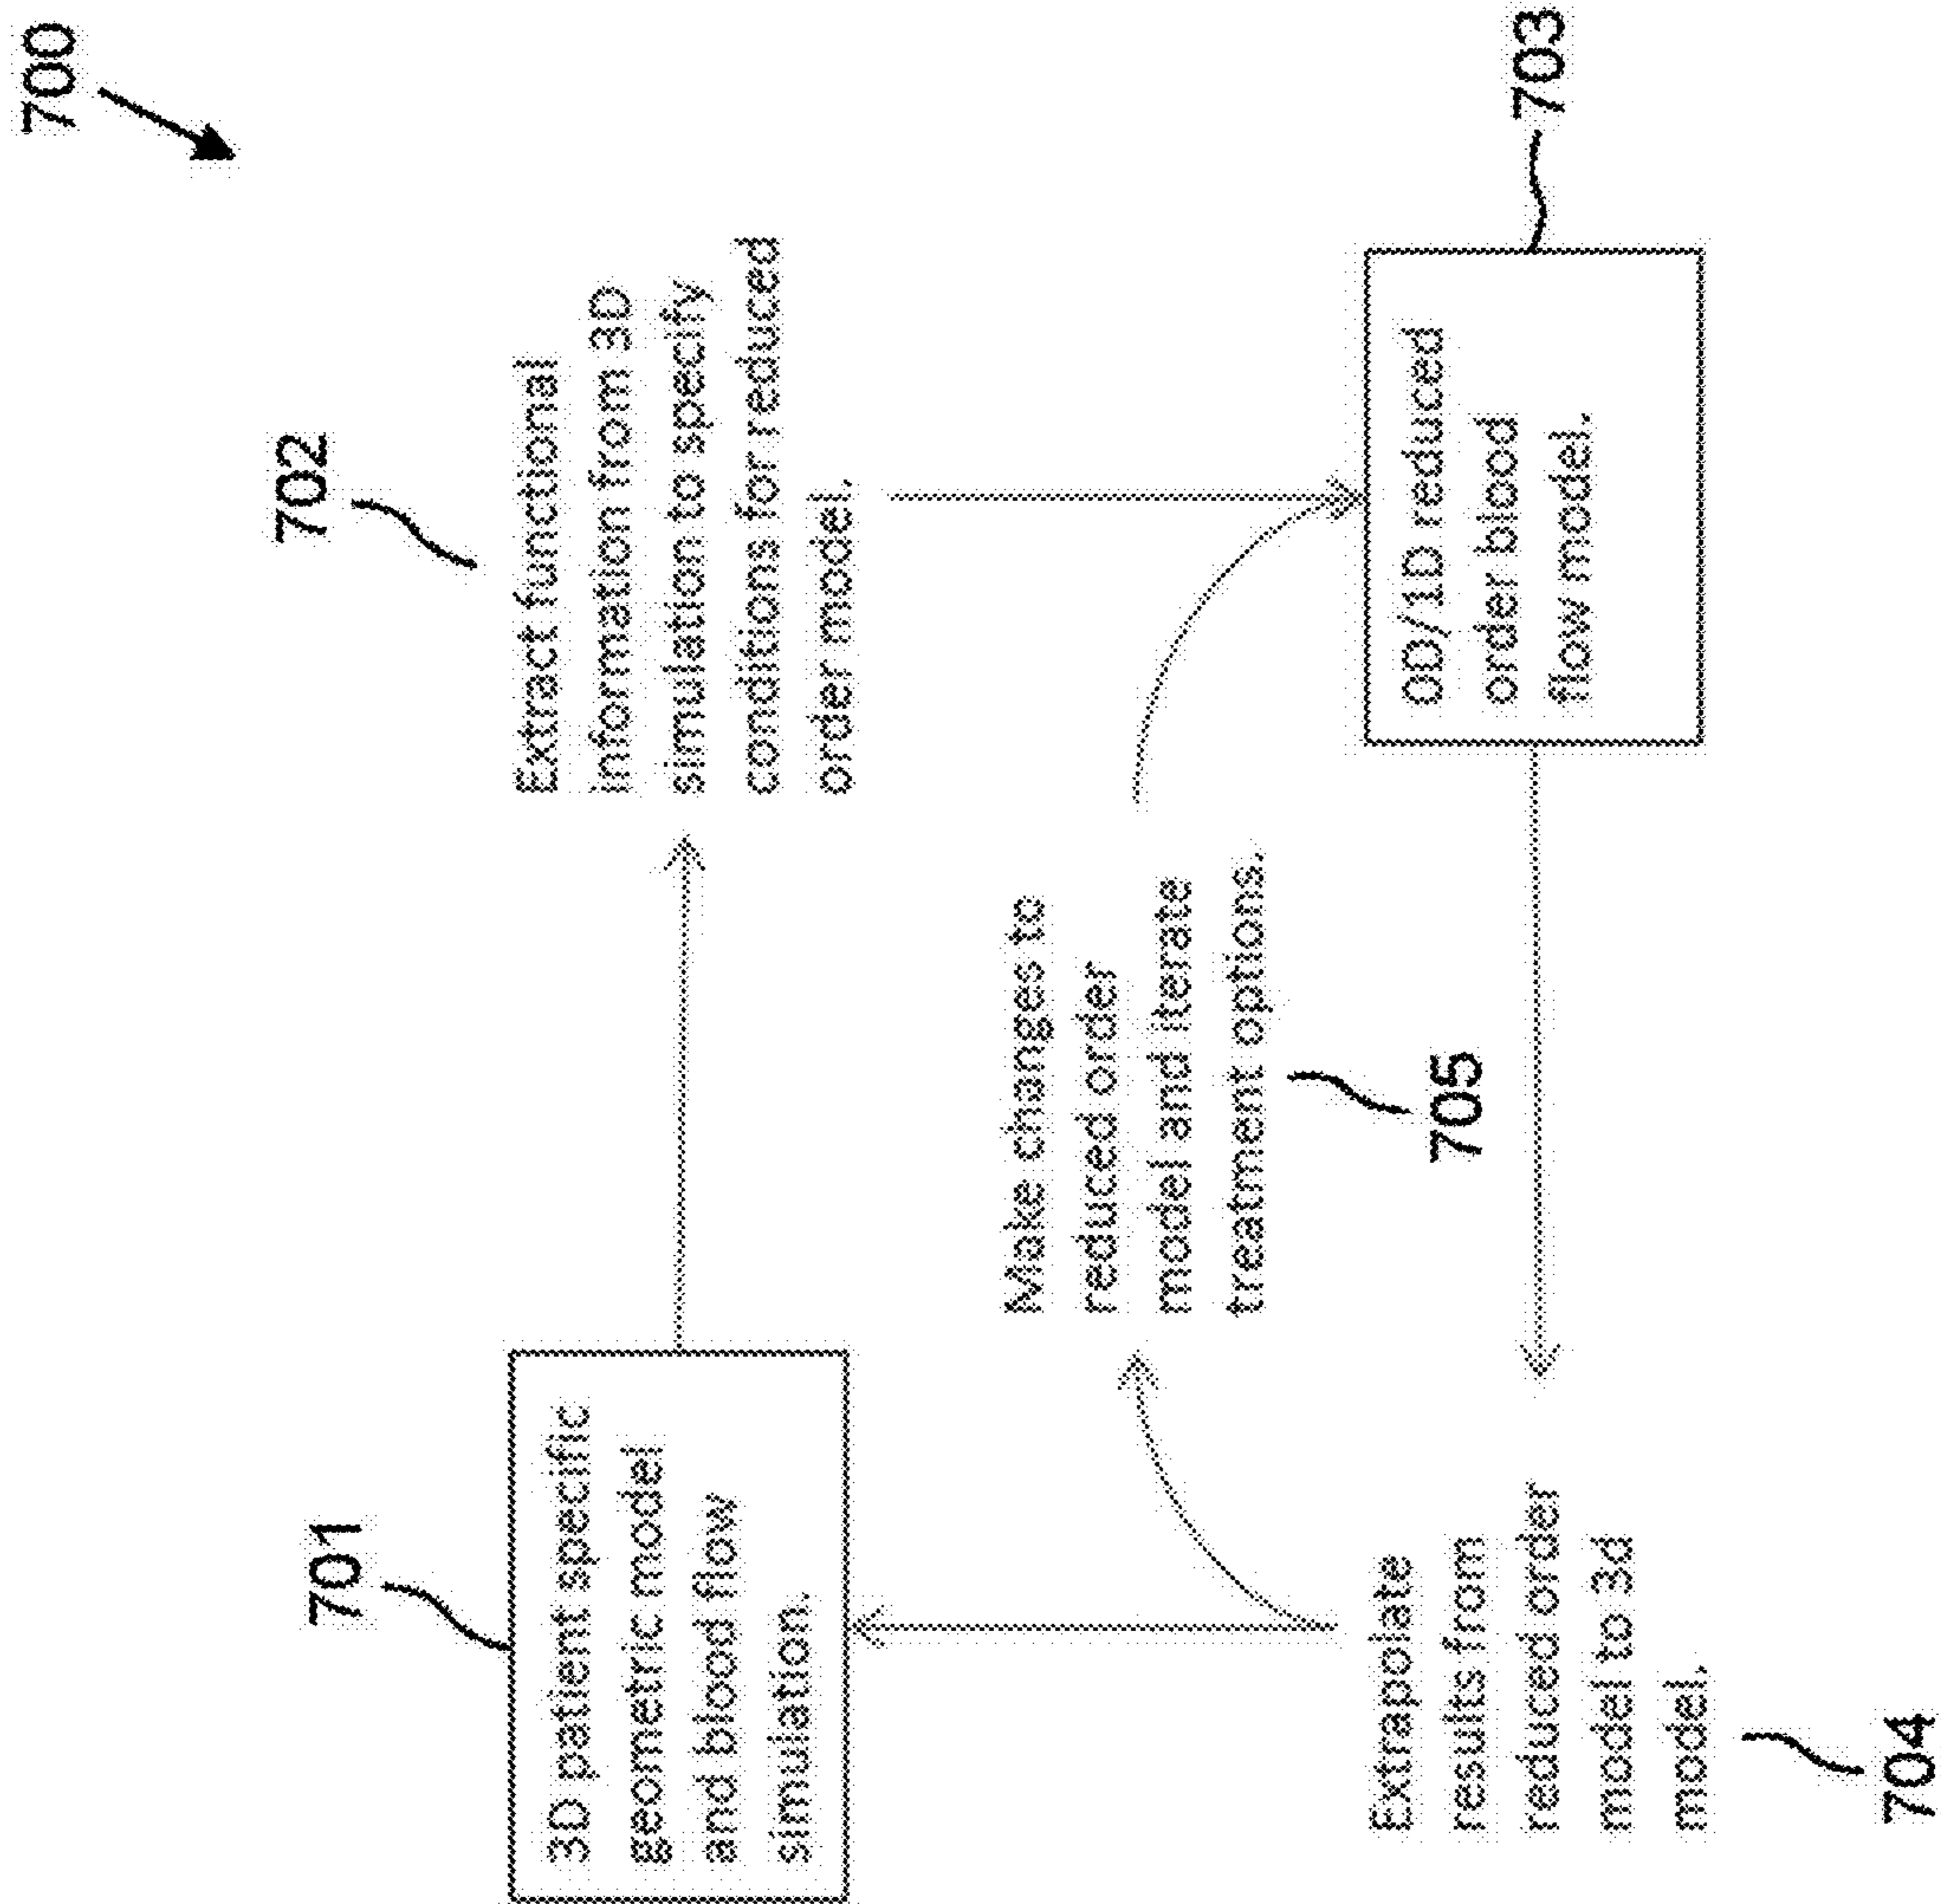 700
701
3D patient specific
geometric model
and blood flow
simulation.
702
Extract functional
information from 3D
simulation to specify
conditions for reduced
order model.
Make changes to
reduced order
model and iterate
treatment options.
705
Extrapolate
results from
reduced order
model to 3d
model.
704
0D/1D reduced
order blood
flow model.
703